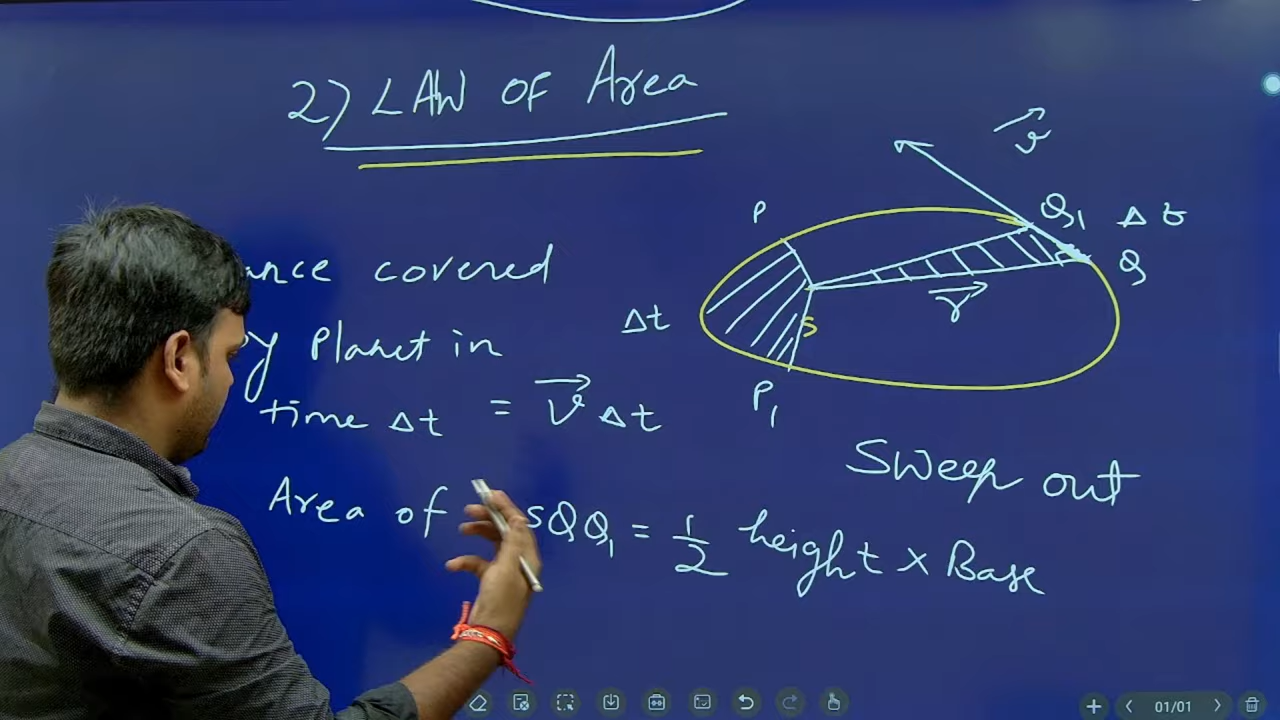 2) LAW of Area
ance covered
by Planet in
time Δt = v Δt
Area of SQQ₁ = 1/2 height × Base
v
P
Q₁ Δt
Q
r
Δt
S
P₁
Sweep out
01/01